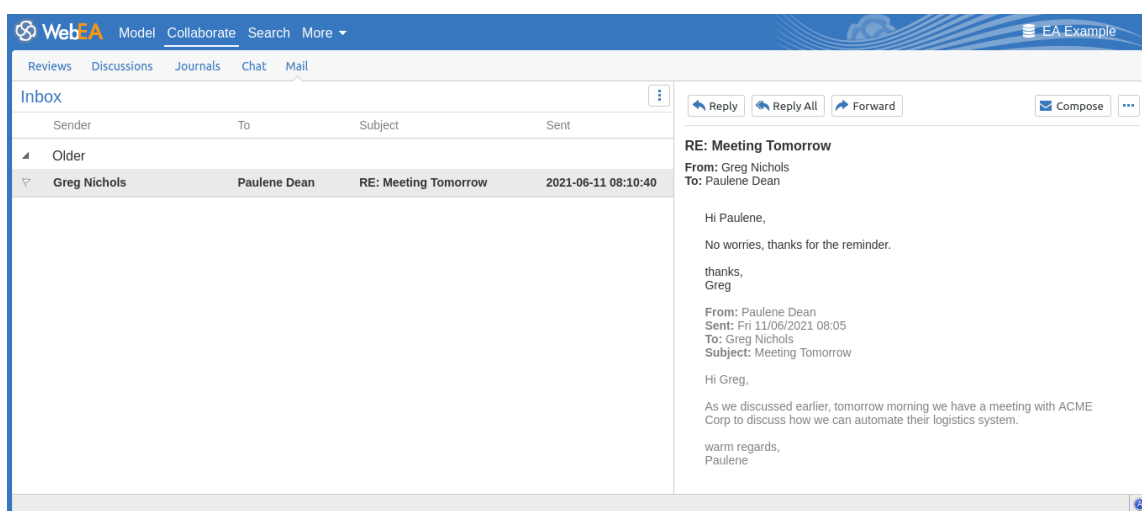 WebEA Model Collaborate Search More EA Example
Reviews Discussions Journals Chat Mail
Inbox
Reply Reply All Forward Compose
Sender To Subject Sent
Older
Greg Nichols Paulene Dean RE: Meeting Tomorrow 2021-06-11 08:10:40
RE: Meeting Tomorrow
From: Greg Nichols
To: Paulene Dean
Hi Paulene,
No worries, thanks for the reminder.
thanks,
Greg
From: Paulene Dean
Sent: Fri 11/06/2021 08:05
To: Greg Nichols
Subject: Meeting Tomorrow
Hi Greg,
As we discussed earlier, tomorrow morning we have a meeting with ACME
Corp to discuss how we can automate their logistics system.
warm regards,
Paulene